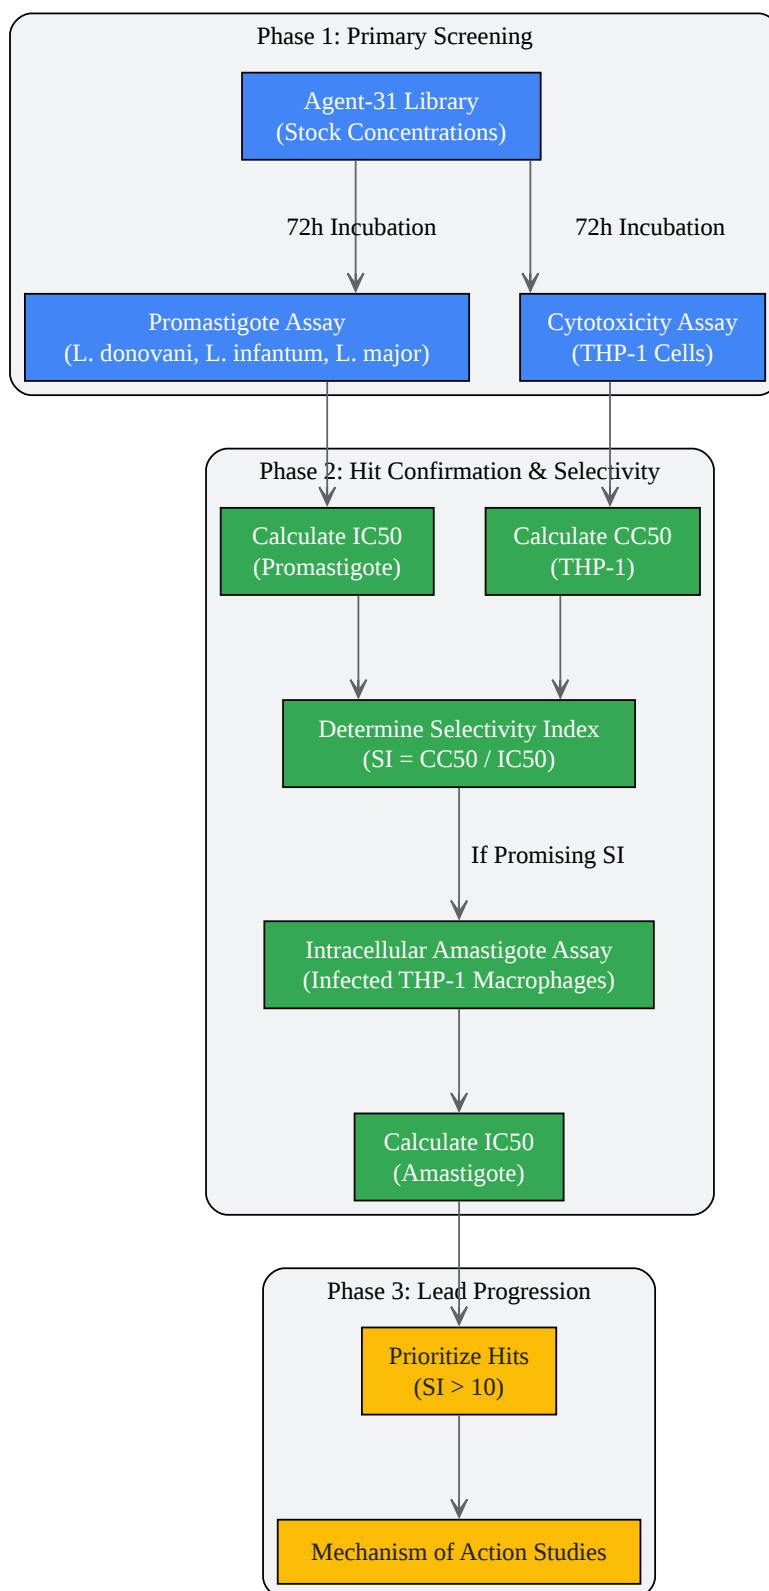 Phase 1: Primary Screening
Agent-31 Library
(Stock Concentrations)
72h Incubation
72h Incubation
Promastigote Assay
(L. donovani, L. infantum, L. major)
Cytotoxicity Assay
(THP-1 Cells)
Phase 2: Hit Confirmation & Selectivity
Calculate IC50
(Promastigote)
Calculate CC50
(THP-1)
Determine Selectivity Index
(SI = CC50 / IC50)
If Promising SI
Intracellular Amastigote Assay
(Infected THP-1 Macrophages)
Calculate IC50
(Amastigote)
Phase 3: Lead Progression
Prioritize Hits
(SI > 10)
Mechanism of Action Studies